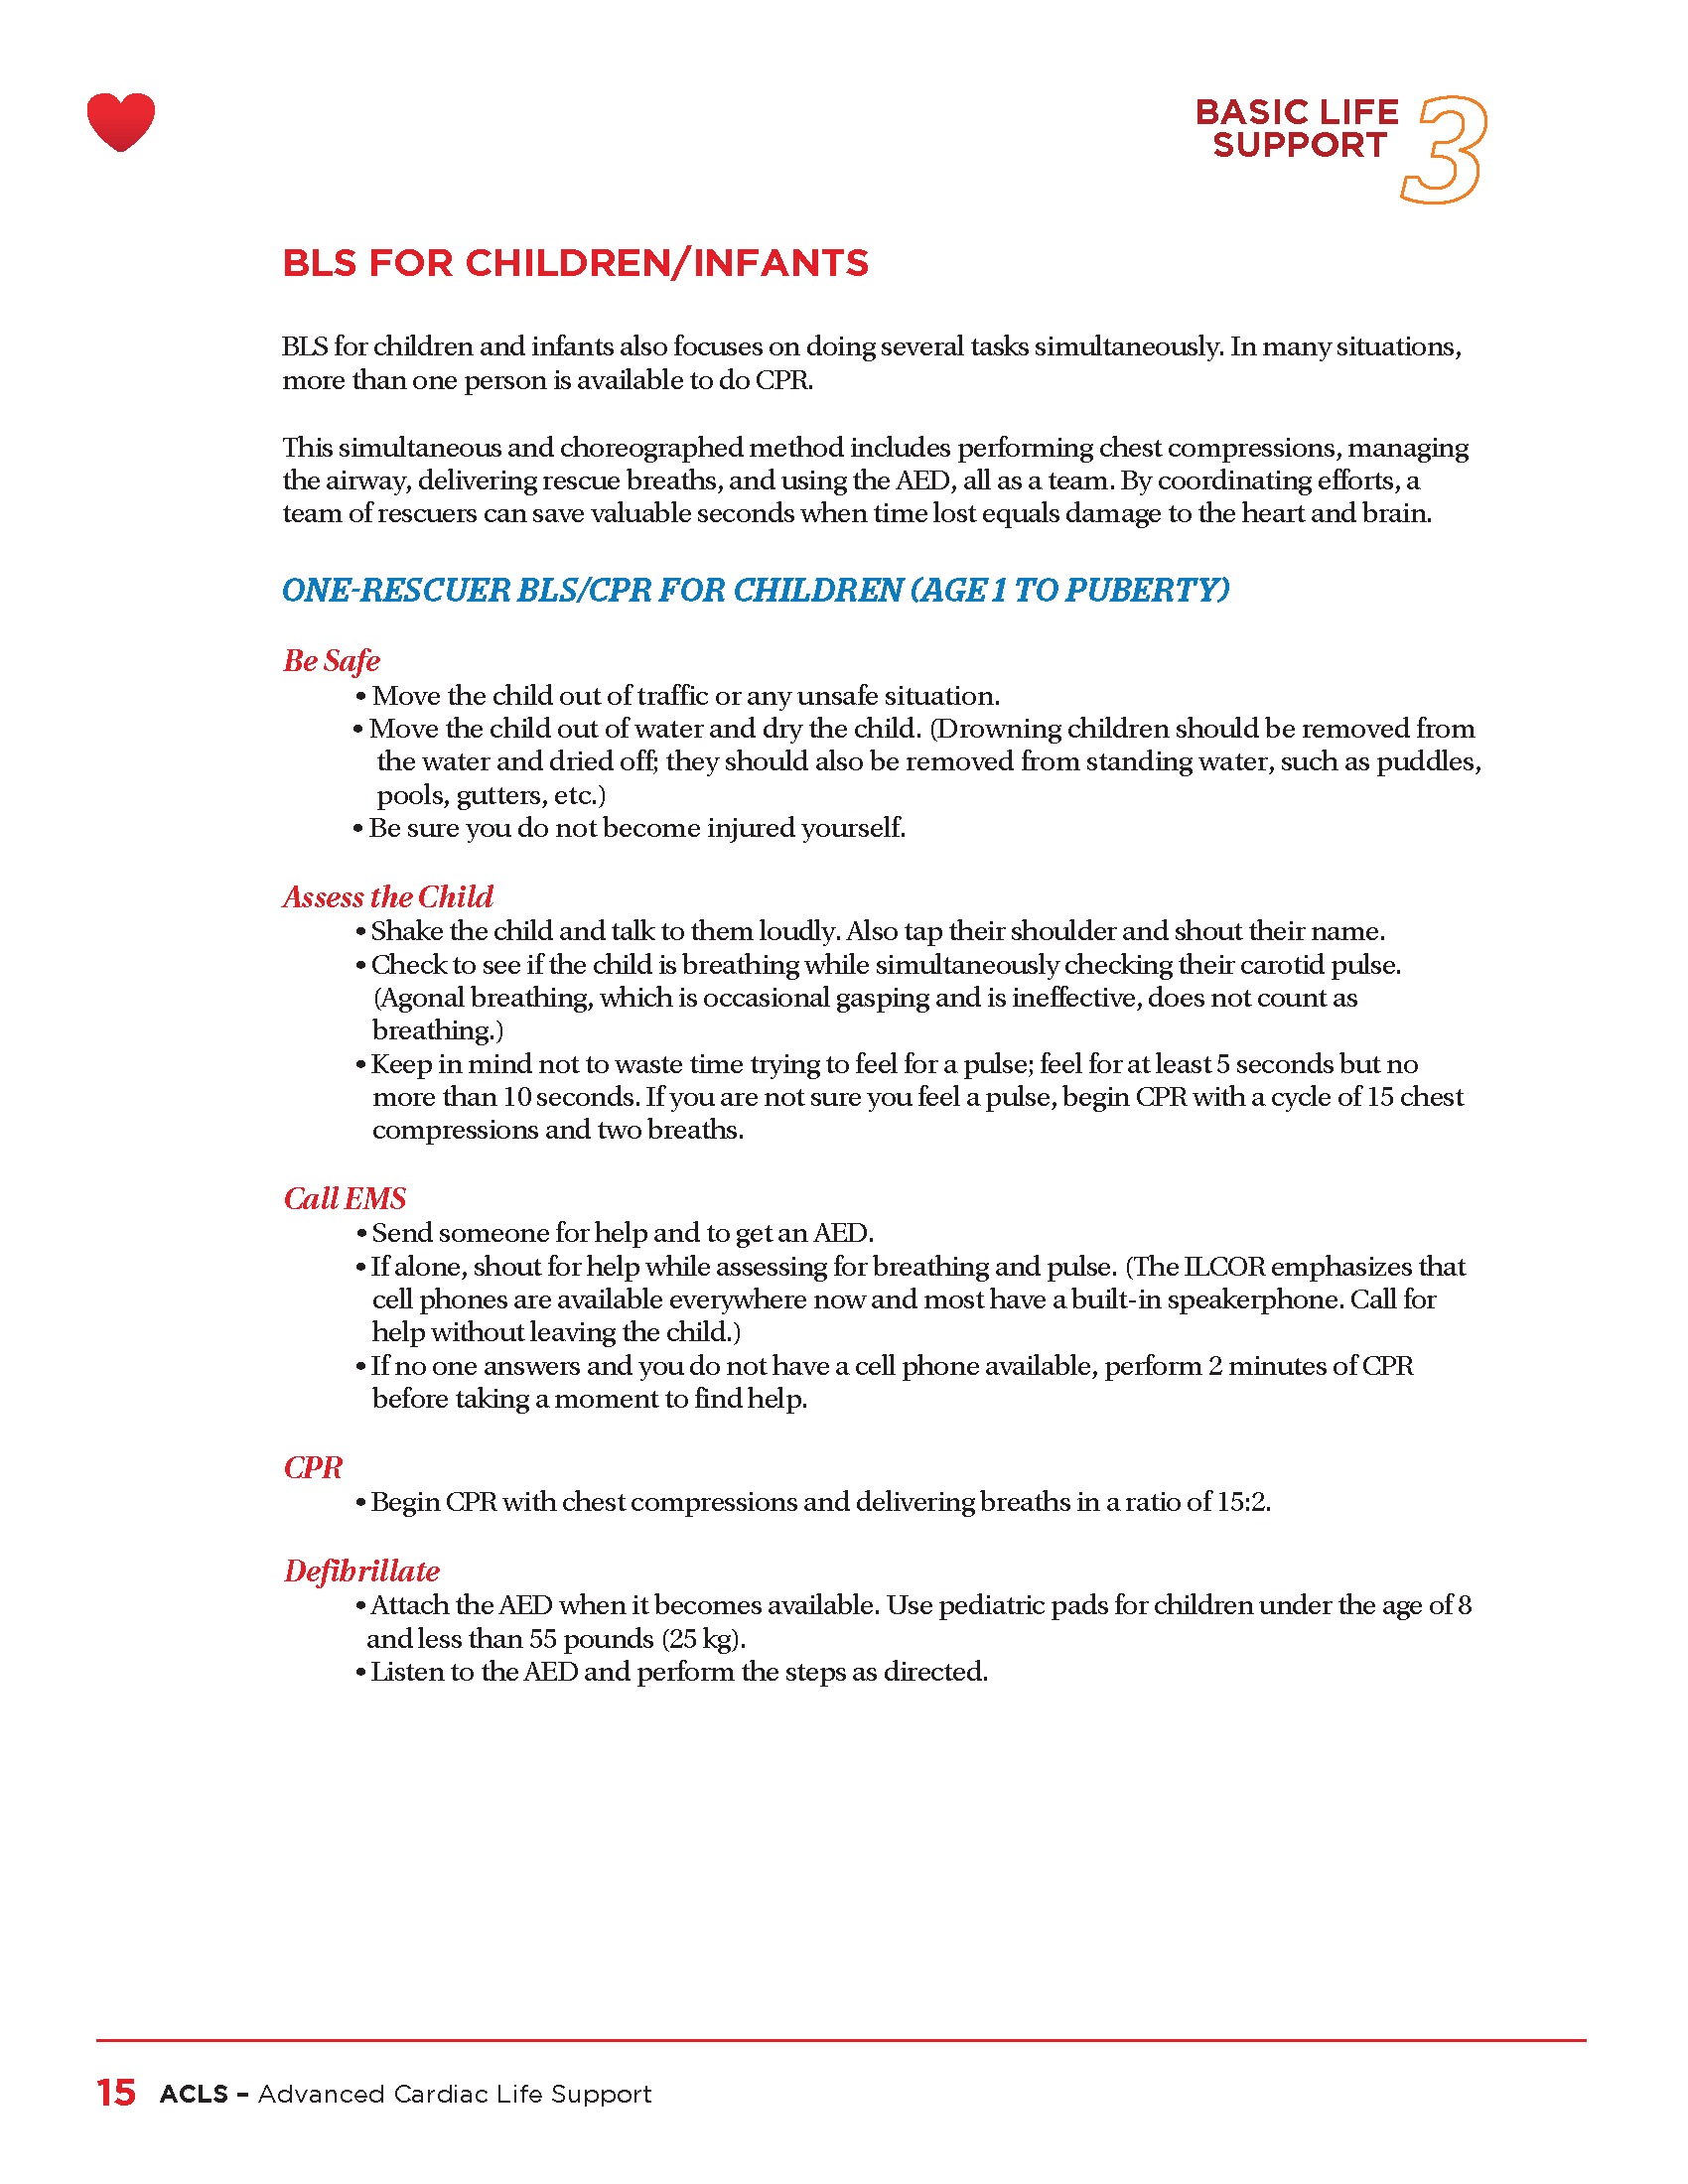 BASIC LIFE
SUPPORT
3
BLS FOR CHILDREN/INFANTS
BLS for children and infants also focuses on doing several tasks simultaneously. In many situations,
more than one person is available to do CPR.
This simultaneous and choreographed method includes performing chest compressions, managing
the airway, delivering rescue breaths, and using the AED, all as a team. By coordinating efforts, a
team of rescuers can save valuable seconds when time lost equals damage to the heart and brain.
ONE-RESCUER BLS/CPR FOR CHILDREN (AGE 1 TO PUBERTY)
Be Safe
• Move the child out of traffic or any unsafe situation.
• Move the child out of water and dry the child. (Drowning children should be removed from
the water and dried off; they should also be removed from standing water, such as puddles,
pools, gutters, etc.)
• Be sure you do not become injured yourself.
Assess the Child
• Shake the child and talk to them loudly. Also tap their shoulder and shout their name.
• Check to see if the child is breathing while simultaneously checking their carotid pulse.
(Agonal breathing, which is occasional gasping and is ineffective, does not count as
breathing.)
• Keep in mind not to waste time trying to feel for a pulse; feel for at least 5 seconds but no
more than 10 seconds. If you are not sure you feel a pulse, begin CPR with a cycle of 15 chest
compressions and two breaths.
Call EMS
• Send someone for help and to get an AED.
• If alone, shout for help while assessing for breathing and pulse. (The ILCOR emphasizes that
cell phones are available everywhere now and most have a built-in speakerphone. Call for
help without leaving the child.)
• If no one answers and you do not have a cell phone available, perform 2 minutes of CPR
before taking a moment to find help.
CPR
• Begin CPR with chest compressions and delivering breaths in a ratio of 15:2.
Defibrillate
• Attach the AED when it becomes available. Use pediatric pads for children under the age of 8
and less than 55 pounds (25 kg).
• Listen to the AED and perform the steps as directed.
15 ACLS – Advanced Cardiac Life Support